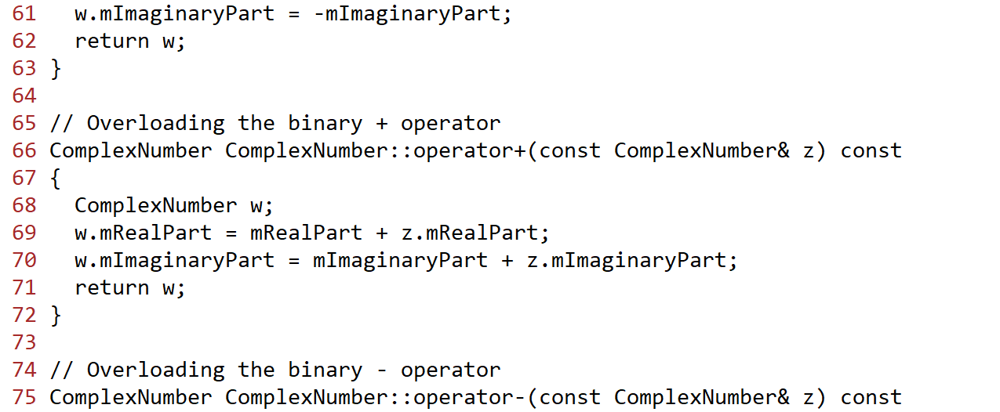 61   w.mImaginaryPart = -mImaginaryPart;
62   return w;
63 }
64
65 // Overloading the binary + operator
66 ComplexNumber ComplexNumber::operator+(const ComplexNumber& z) const
67 {
68   ComplexNumber w;
69   w.mRealPart = mRealPart + z.mRealPart;
70   w.mImaginaryPart = mImaginaryPart + z.mImaginaryPart;
71   return w;
72 }
73
74 // Overloading the binary - operator
75 ComplexNumber ComplexNumber::operator-(const ComplexNumber& z) const